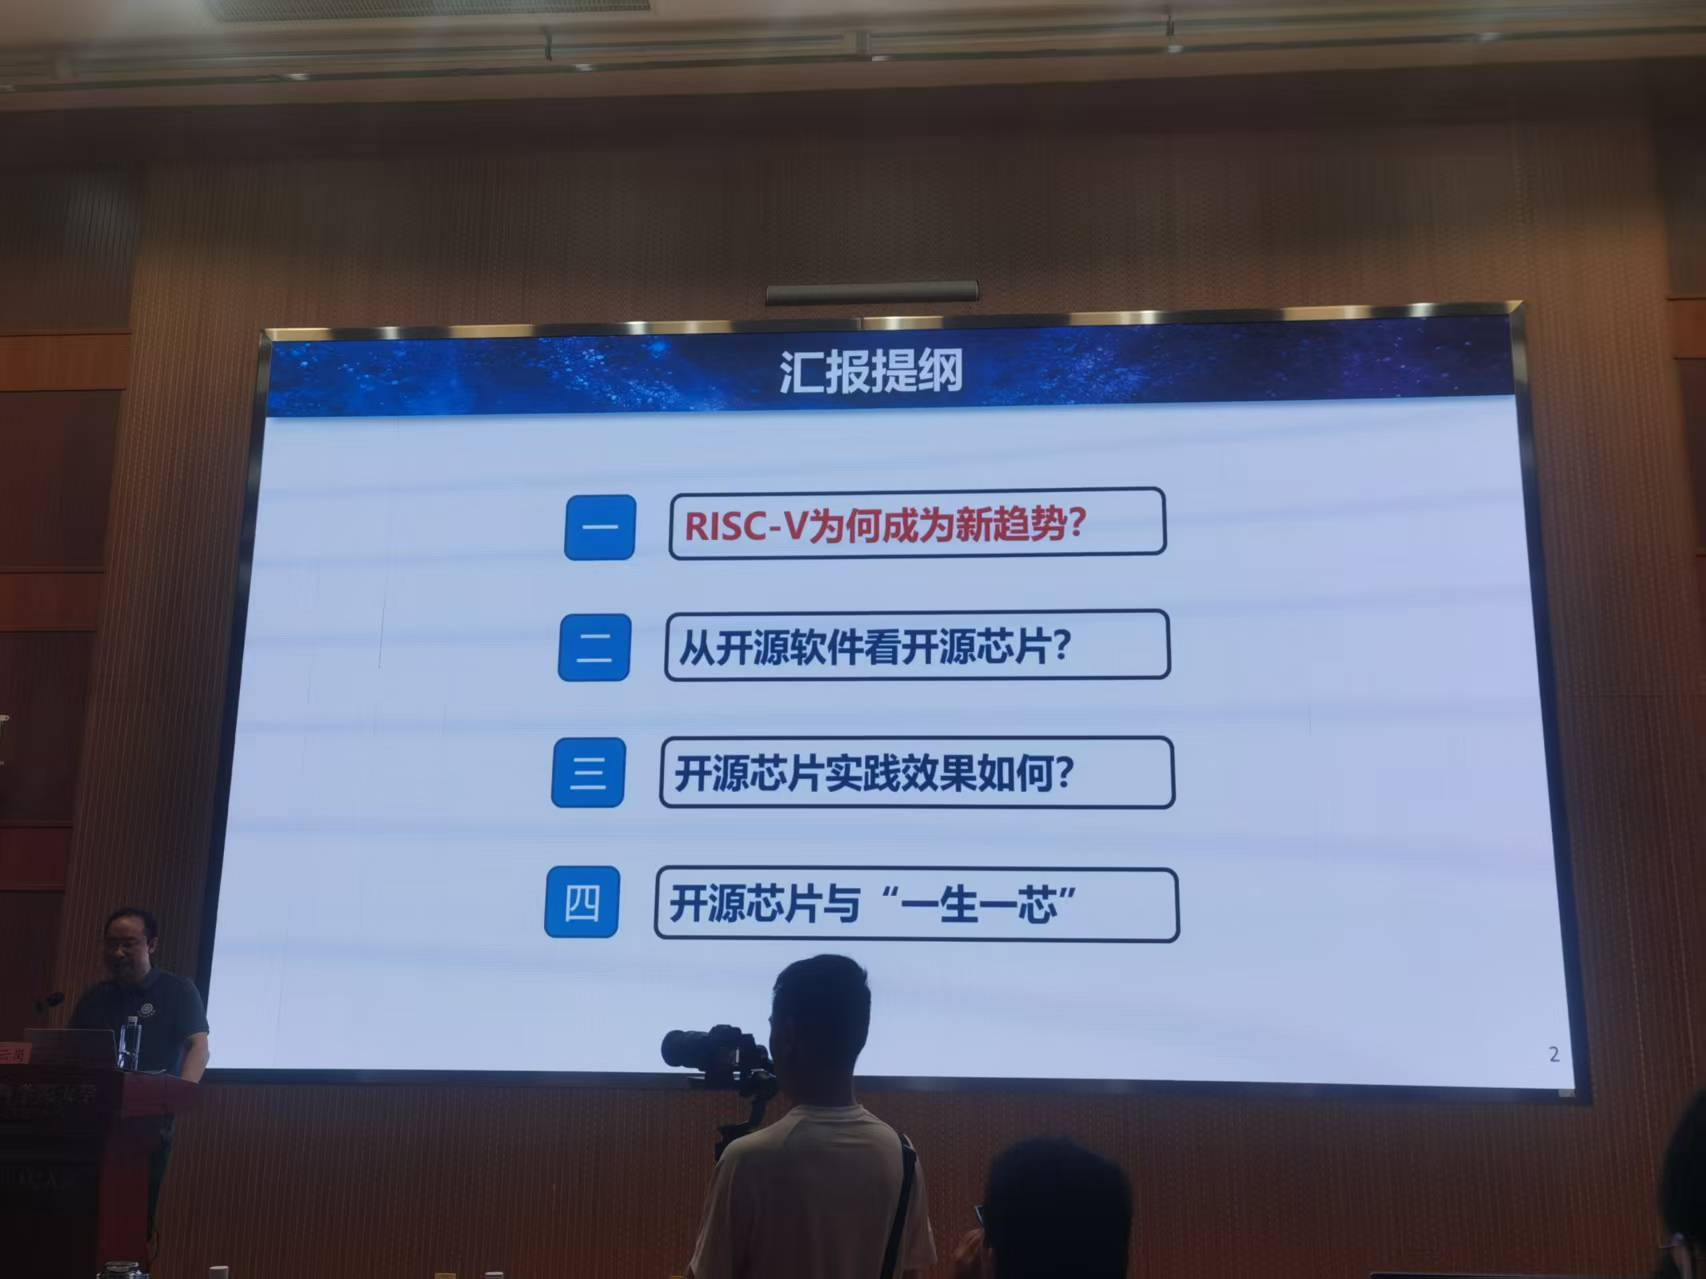 汇报提纲
一 RISC-V为何成为新趋势?
二 从开源软件看开源芯片?
三 开源芯片实践效果如何?
四 开源芯片与“一生一芯”
2